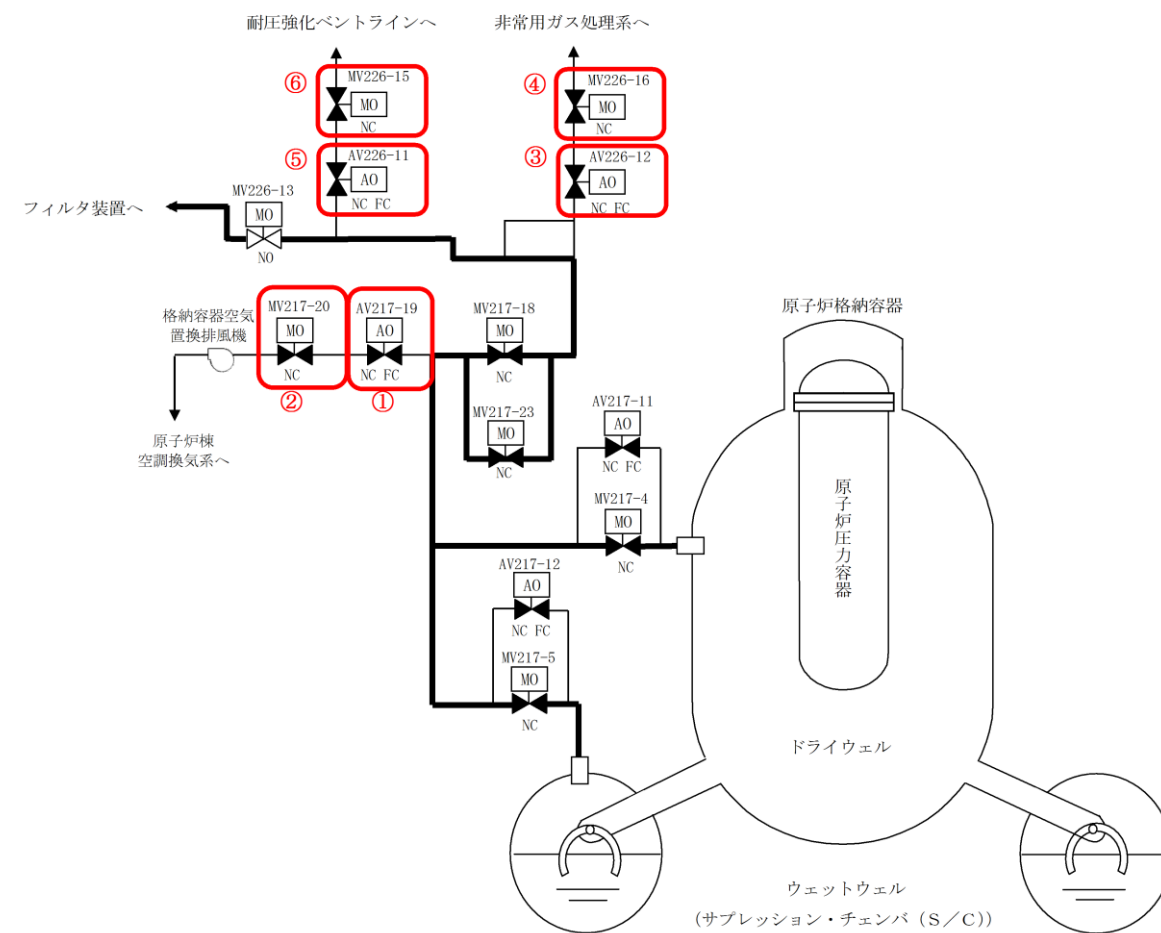 耐圧強化ベントラインへ
非常用ガス処理系へ
⑥
MV226-15
MO
NC
④
MV226-16
MO
NC
⑤
AV226-11
AO
NC FC
③
AV226-12
AO
NC FC
MV226-13
MO
NO
フィルタ装置へ
格納容器空気
置換排風機
MV217-20
MO
NC
②
AV217-19
AO
NC FC
①
MV217-18
MO
NC
MV217-23
MO
NC
原子炉棟
空調換気系へ
AV217-11
AO
NC FC
MV217-4
MO
NC
AV217-12
AO
NC FC
MV217-5
MO
NC
原子炉格納容器
原子炉圧力容器
ドライウェル
ウェットウェル
(サプレッション・チェンバ(S/C))